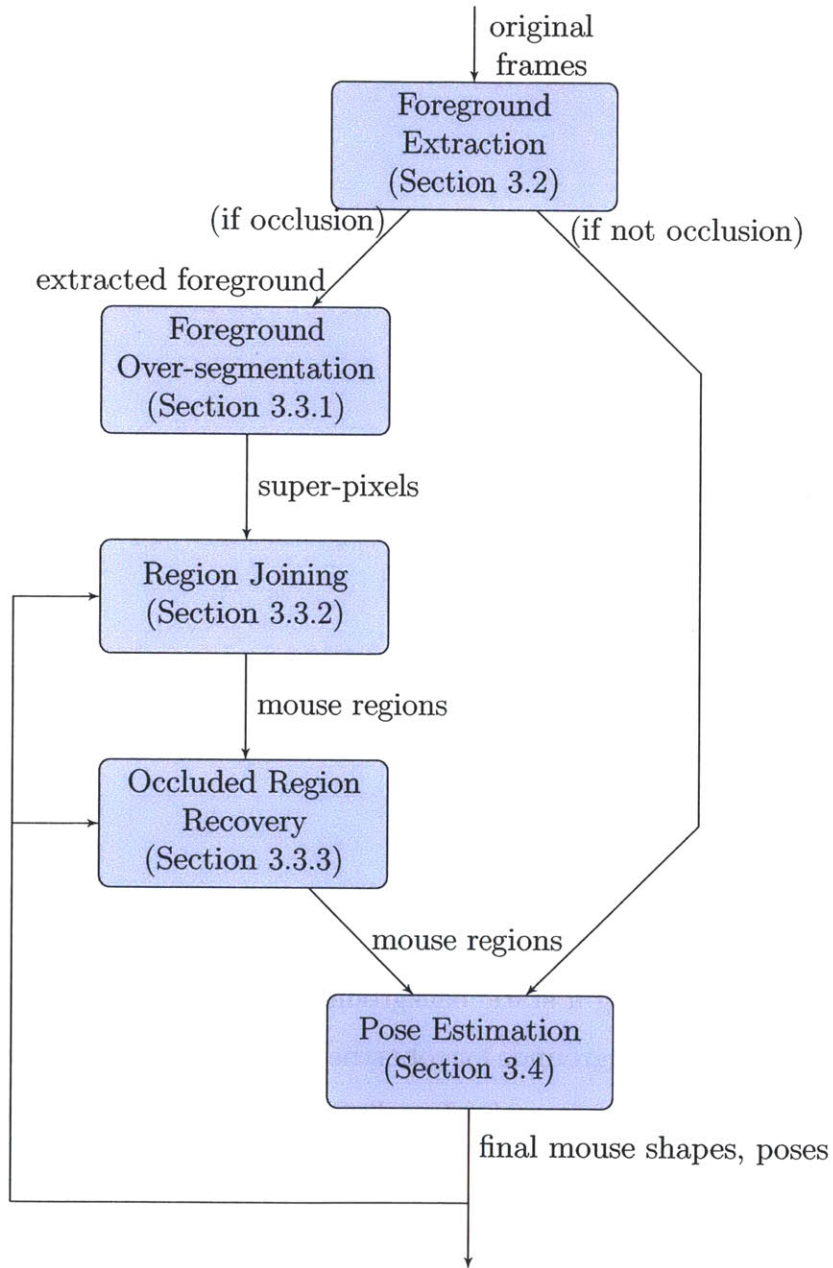 original
frames
Foreground
Extraction
(Section 3.2)
(if occlusion)
(if not occlusion)
extracted foreground
Foreground
Over-segmentation
(Section 3.3.1)
super-pixels
Region Joining
(Section 3.3.2)
mouse regions
Occluded Region
Recovery
(Section 3.3.3)
mouse regions
Pose Estimation
(Section 3.4)
final mouse shapes, poses